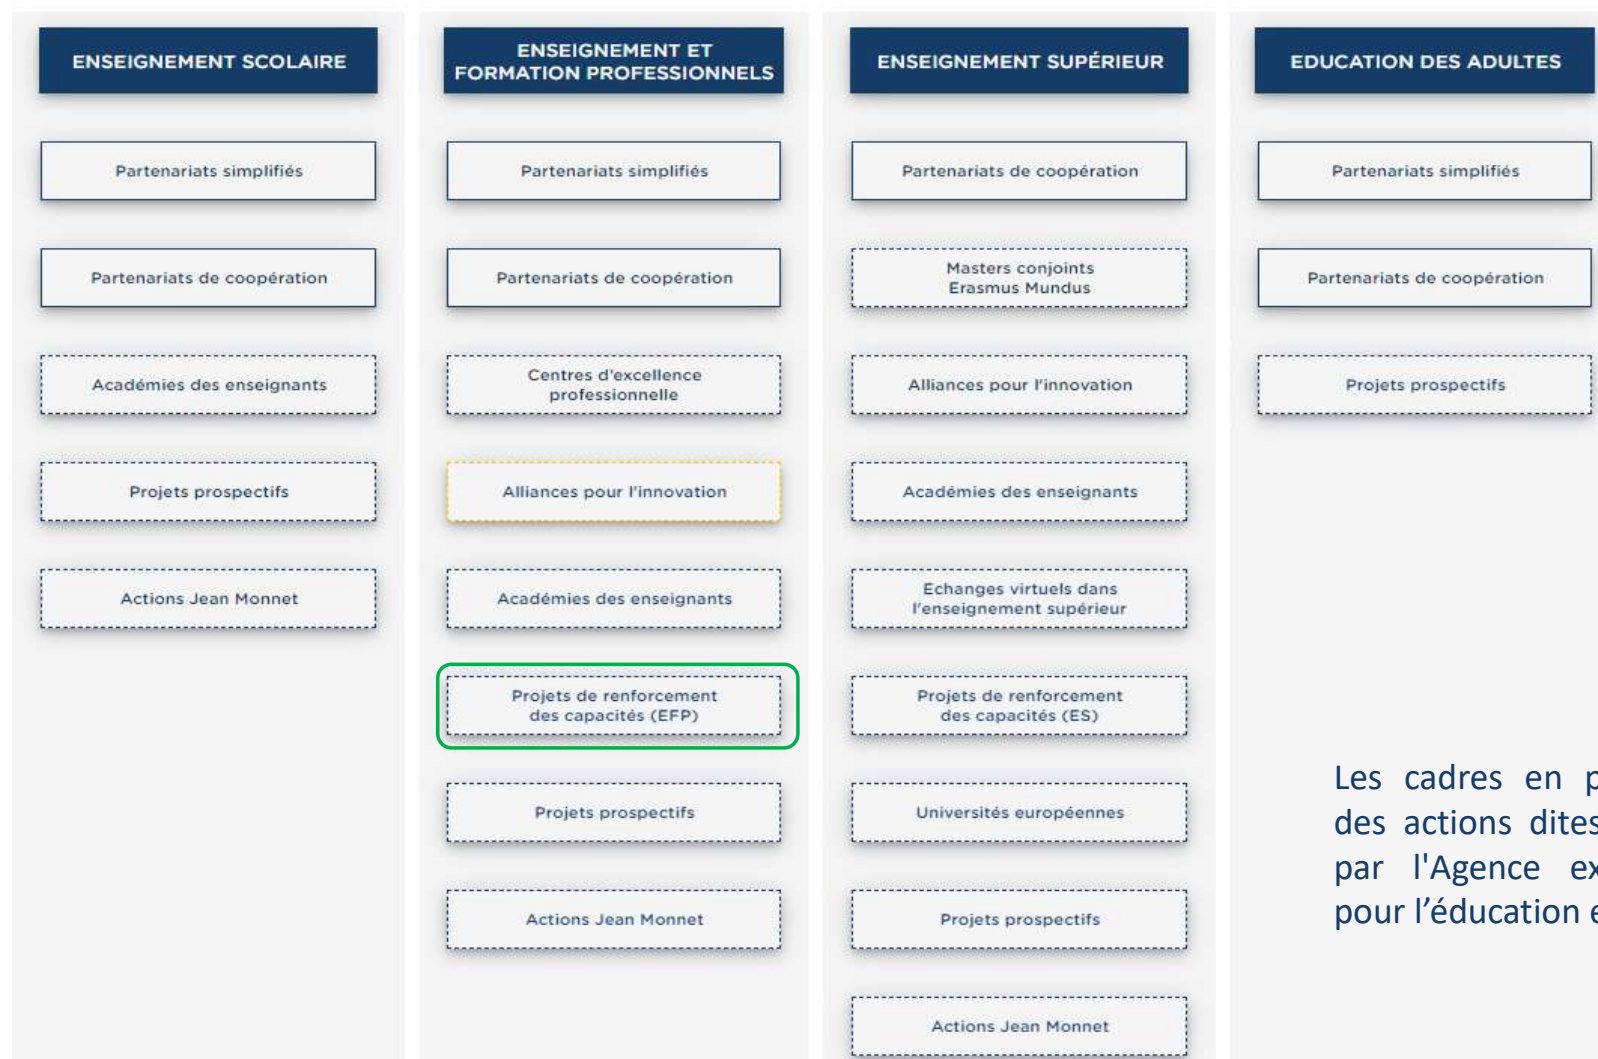 ENSEIGNEMENT SCOLAIRE
Partenariats simplifiés
Partenariats de coopération
Académies des enseignants
Projets prospectifs
Actions Jean Monnet
ENSEIGNEMENT ET
FORMATION PROFESSIONNELS
Partenariats simplifiés
Partenariats de coopération
Centres d'excellence
professionnelle
Alliances pour l'innovation
Académies des enseignants
Projets de renforcement
des capacités (EFP)
Projets prospectifs
Actions Jean Monnet
ENSEIGNEMENT SUPÉRIEUR
Partenariats de coopération
Masters conjoints
Erasmus Mundus
Alliances pour l'innovation
Académies des enseignants
Echanges virtuels dans
l'enseignement supérieur
Projets de renforcement
des capacités (ES)
Universités européennes
Projets prospectifs
Actions Jean Monnet
EDUCATION DES ADULTES
Partenariats simplifiés
Partenariats de coopération
Projets prospectifs
Les cadres en
des actions dites
par l'Agence
pour l’éducation